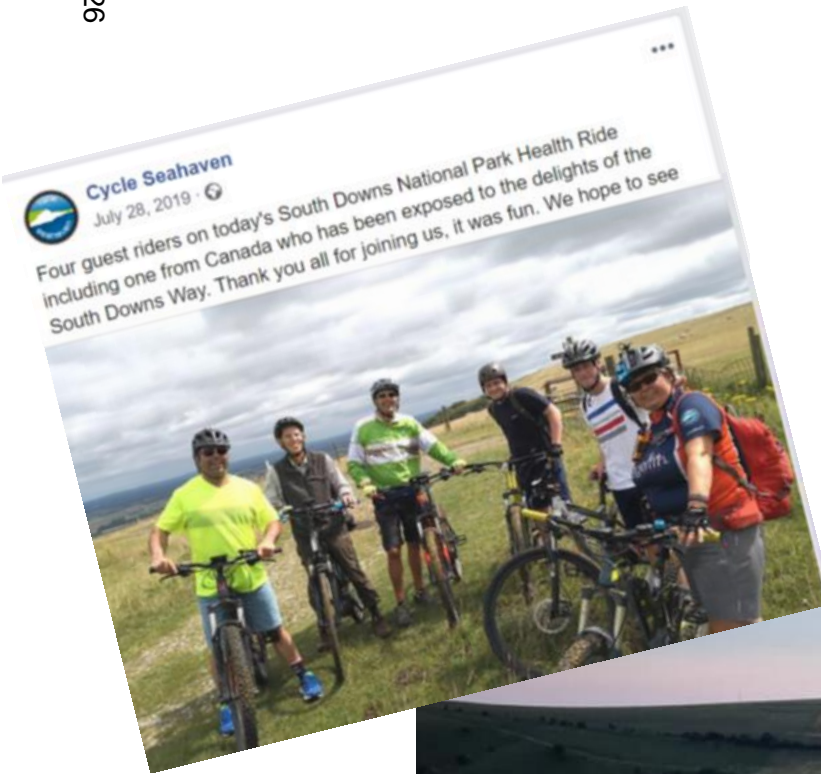 26
Cycle Seahaven
July 28, 2019 ·
Four guest riders on today's South Downs National Park Health Ride
including one from Canada who has been exposed to the delights of the
South Downs Way. Thank you all for joining us, it was fun. We hope to see